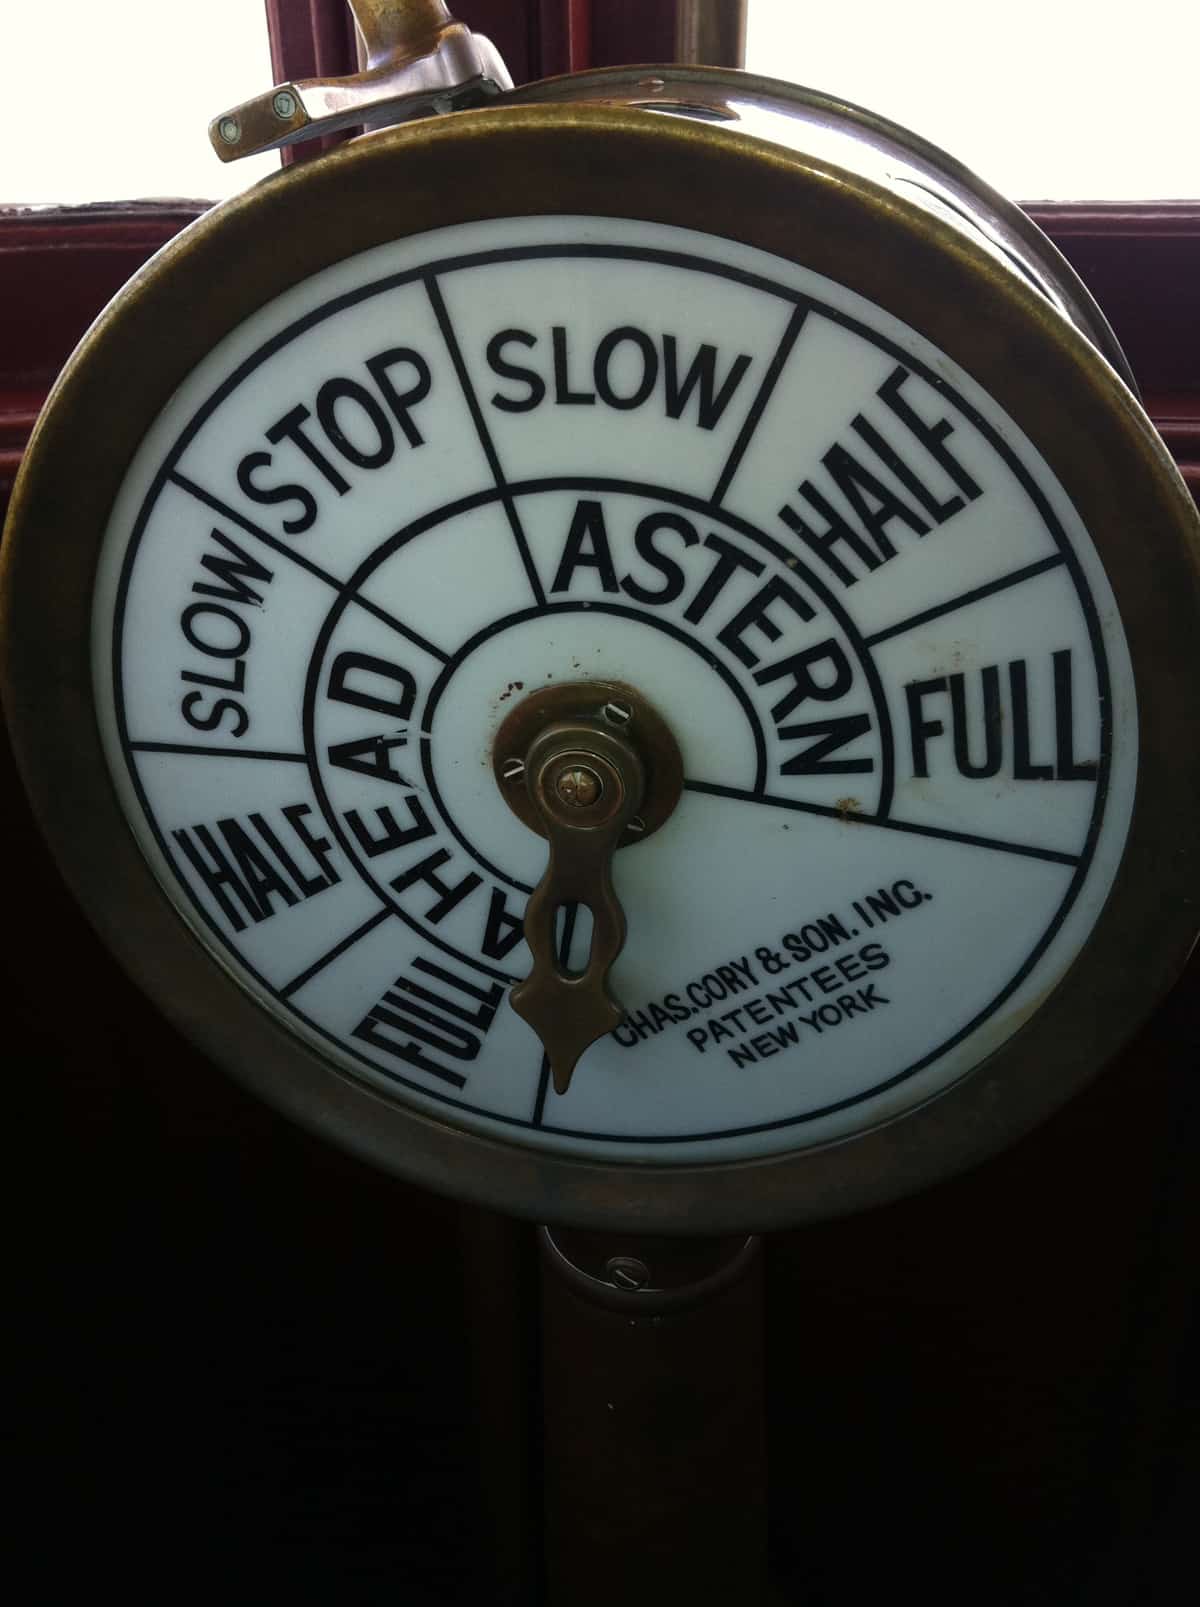 STOP
SLOW
HALF
FULL
ASTERN
SLOW
HALF
FULL
AHEAD
CHAS. CORY & SON. INC.
PATENTEES
NEW YORK